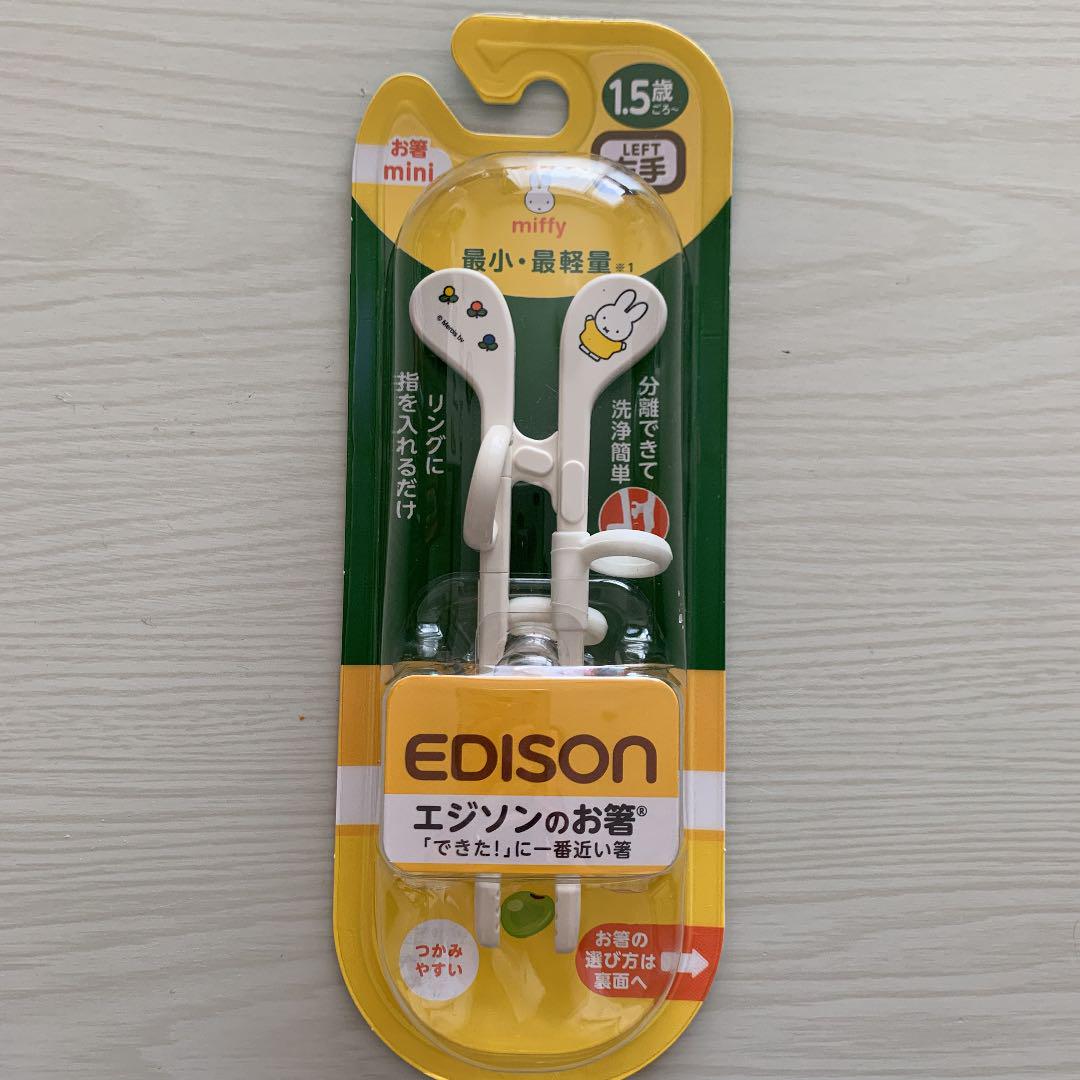 1.5歳
ごろ~
LEFT
左手
お箸
mini
miffy
最小・最軽量※1
© Mercis bv
リングに
指を入れるだけ
分離できて
洗浄簡単
EDISON
エジソンのお箸®
「できた!」に一番近い箸
つかみ
やすい
お箸の
選び方は
裏面へ